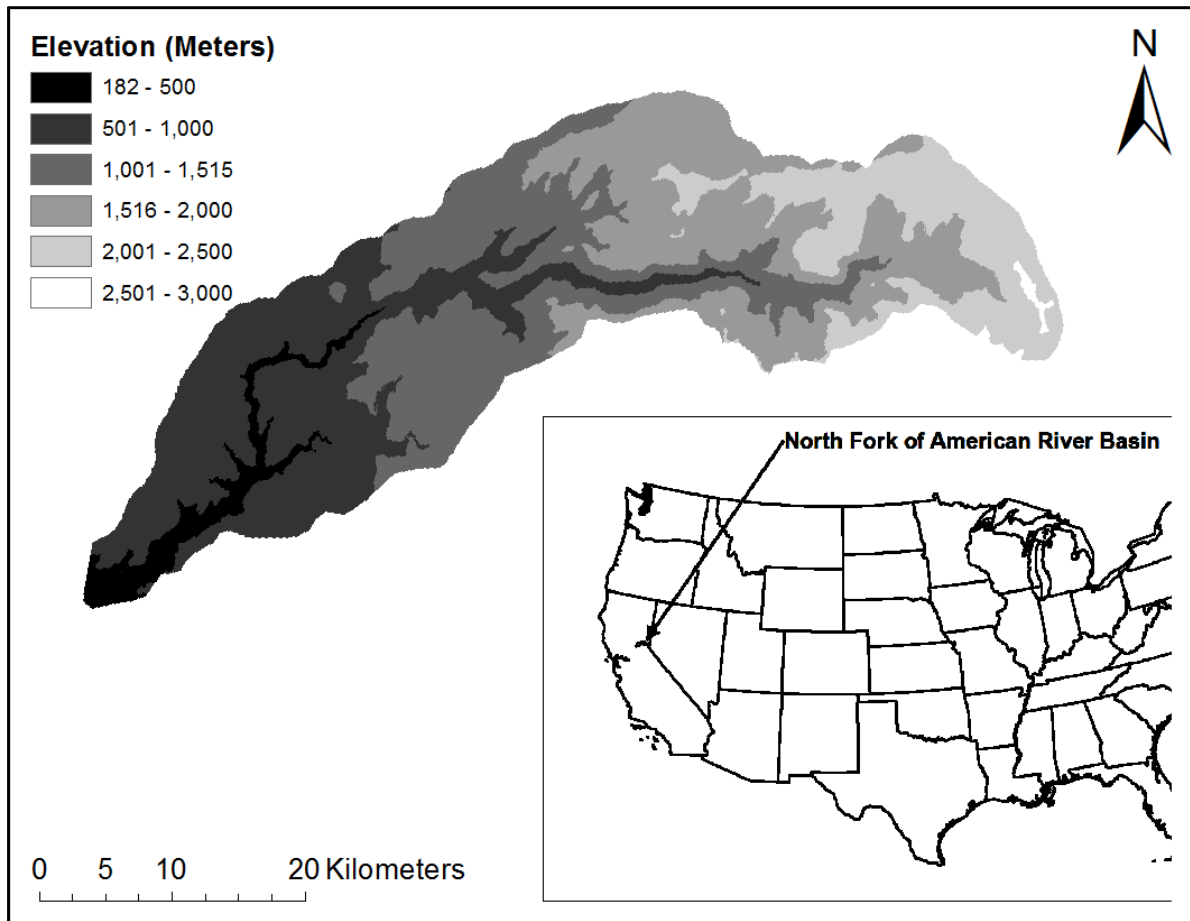 Elevation (Meters)
182 - 500
501 - 1,000
1,001 - 1,515
1,516 - 2,000
2,001 - 2,500
2,501 - 3,000
N
North Fork of American River Basin
0 5 10 20 Kilometers